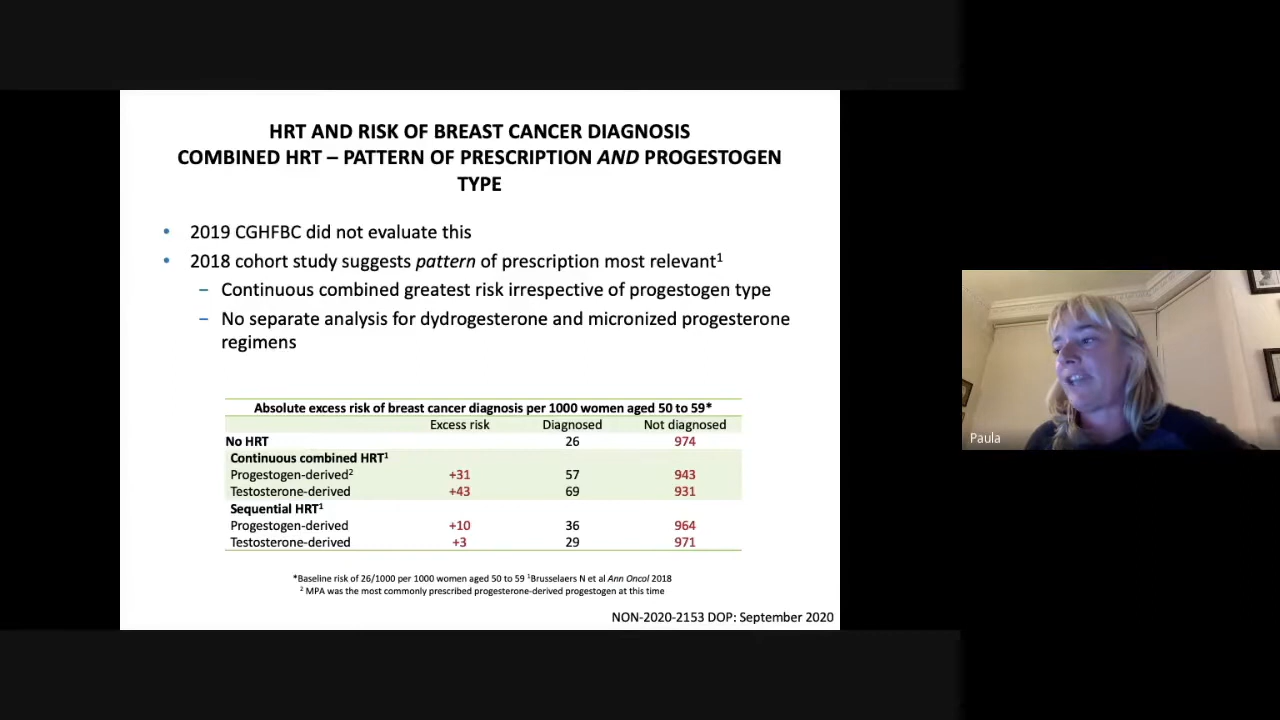 HRT AND RISK OF BREAST CANCER DIAGNOSIS
COMBINED HRT – PATTERN OF PRESCRIPTION AND PROGESTOGEN
TYPE
• 2019 CGHFBC did not evaluate this
• 2018 cohort study suggests pattern of prescription most relevant¹
– Continuous combined greatest risk irrespective of progestogen type
– No separate analysis for dydrogesterone and micronized progesterone
regimens
Absolute excess risk of breast cancer diagnosis per 1000 women aged 50 to 59*
Excess risk Diagnosed Not diagnosed
No HRT 26 974
Continuous combined HRT¹
Progestogen-derived² +31 57 943
Testosterone-derived +43 69 931
Sequential HRT¹
Progestogen-derived +10 36 964
Testosterone-derived +3 29 971
*Baseline risk of 26/1000 per 1000 women aged 50 to 59 ¹Brusselaers N et al Ann Oncol 2018
² MPA was the most commonly prescribed progesterone-derived progestogen at this time
NON-2020-2153 DOP: September 2020
Paula